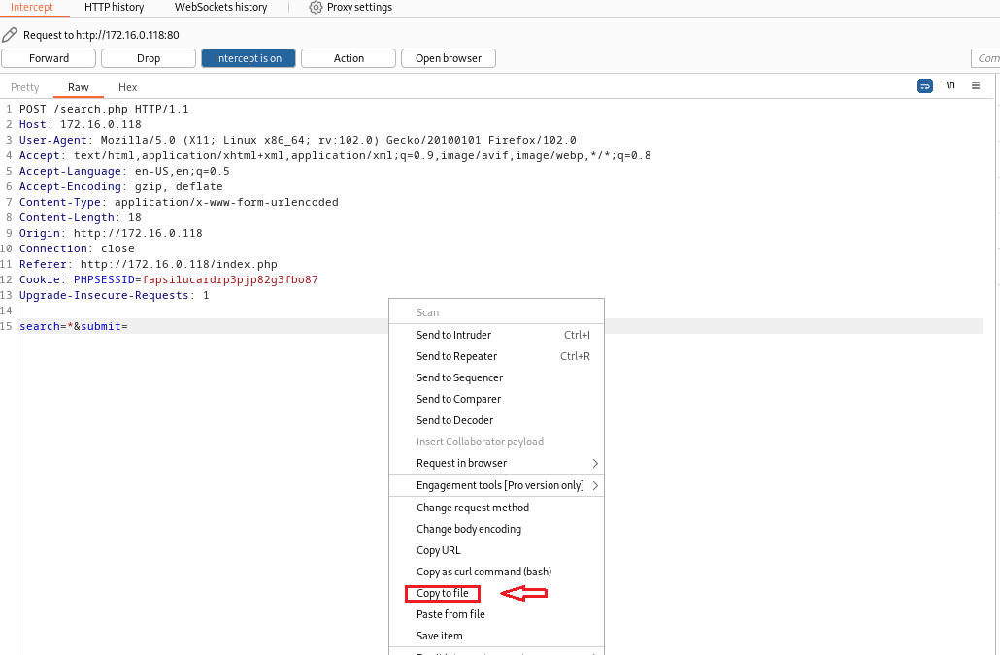 Intercept HTTP history WebSockets history Proxy settings
Request to http://172.16.0.118:80
Forward Drop Intercept is on Action Open browser Com
Pretty Raw Hex \n
1 POST /search.php HTTP/1.1
2 Host: 172.16.0.118
3 User-Agent: Mozilla/5.0 (X11; Linux x86_64; rv:102.0) Gecko/20100101 Firefox/102.0
4 Accept: text/html,application/xhtml+xml,application/xml;q=0.9,image/avif,image/webp,*/*;q=0.8
5 Accept-Language: en-US,en;q=0.5
6 Accept-Encoding: gzip, deflate
7 Content-Type: application/x-www-form-urlencoded
8 Content-Length: 18
9 Origin: http://172.16.0.118
10 Connection: close
11 Referer: http://172.16.0.118/index.php
12 Cookie: PHPSESSID=fapsilucardrp3pjp82g3fbo87
13 Upgrade-Insecure-Requests: 1
14
15 search=*&submit=
Scan
Send to Intruder Ctrl+I
Send to Repeater Ctrl+R
Send to Sequencer
Send to Comparer
Send to Decoder
Insert Collaborator payload
Request in browser
Engagement tools [Pro version only]
Change request method
Change body encoding
Copy URL
Copy as curl command (bash)
Copy to file
Paste from file
Save item